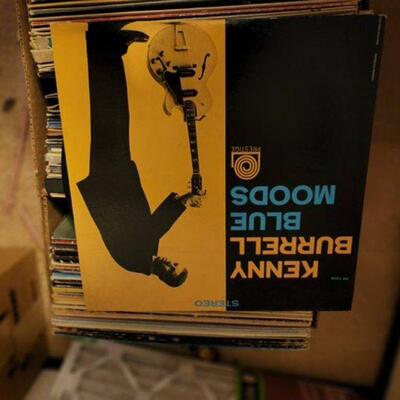 STEREO
KENNY
BURRELL
BLUE
MOODS
PRESTIGE